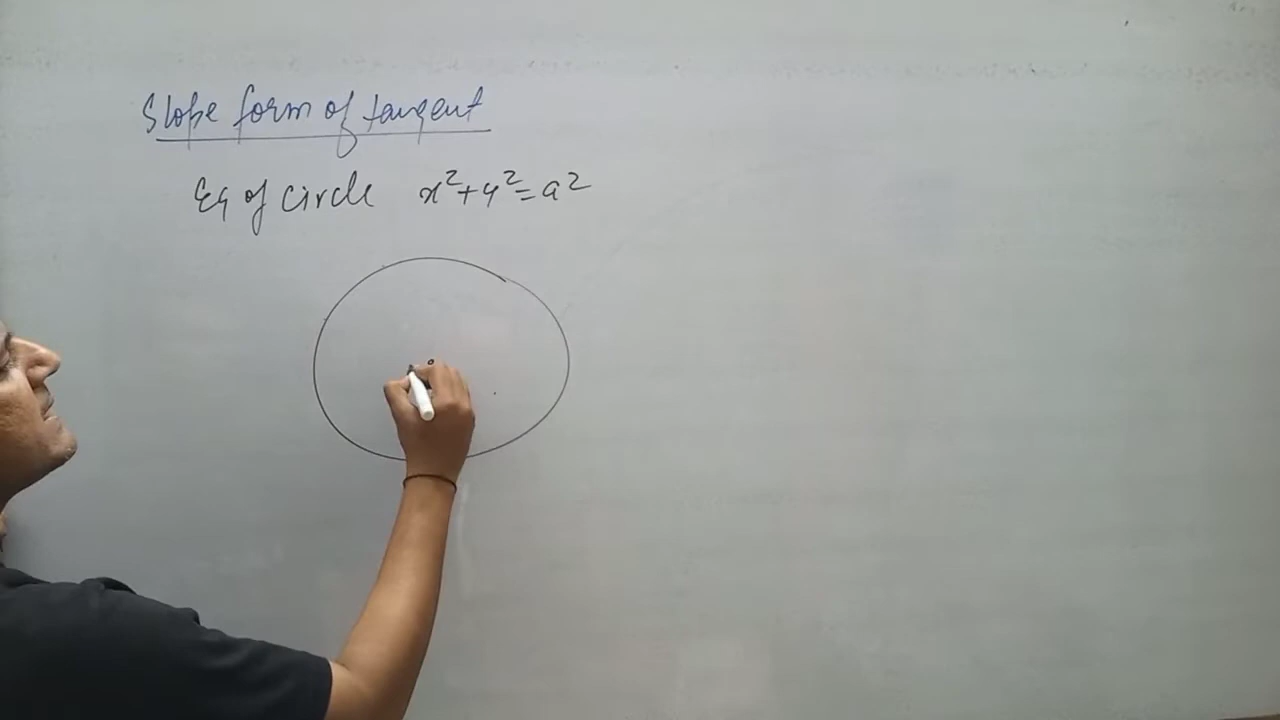 Slope form of tangent
Eq of circle x²+y²=a²